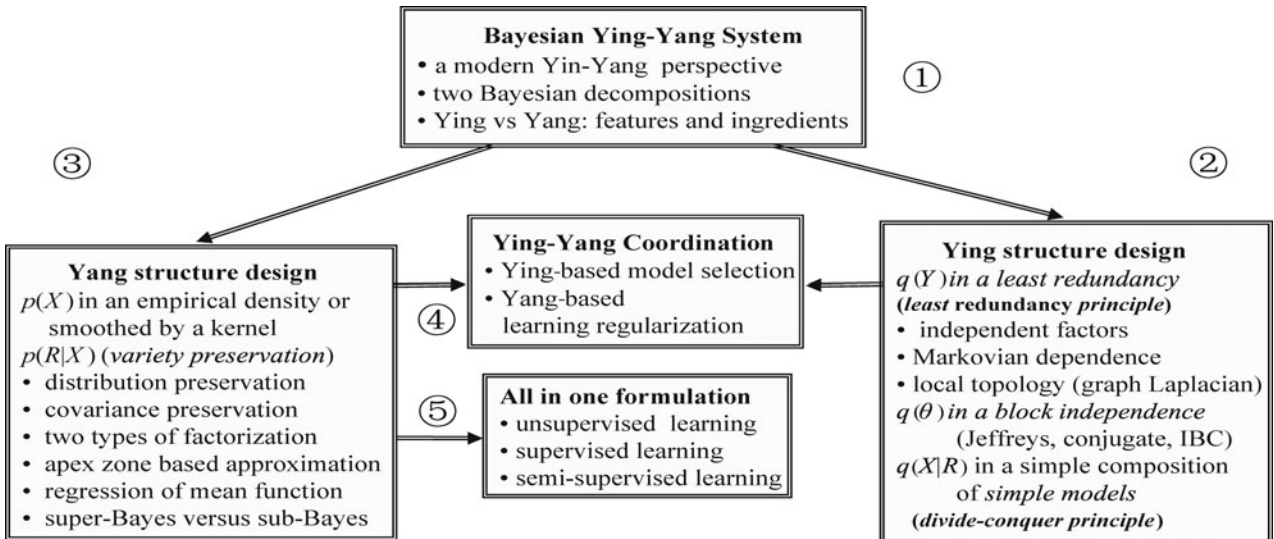 Bayesian Ying-Yang System
• a modern Yin-Yang perspective
• two Bayesian decompositions
• Ying vs Yang: features and ingredients
①
③
②
Yang structure design
p(X) in an empirical density or
smoothed by a kernel
p(R|X) (variety preservation)
• distribution preservation
• covariance preservation
• two types of factorization
• apex zone based approximation
• regression of mean function
• super-Bayes versus sub-Bayes
Ying-Yang Coordination
• Ying-based model selection
• Yang-based
learning regularization
④
⑤
All in one formulation
• unsupervised learning
• supervised learning
• semi-supervised learning
Ying structure design
q(Y) in a least redundancy
(least redundancy principle)
• independent factors
• Markovian dependence
• local topology (graph Laplacian)
q(θ) in a block independence
(Jeffreys, conjugate, IBC)
q(X|R) in a simple composition
of simple models
(divide-conquer principle)